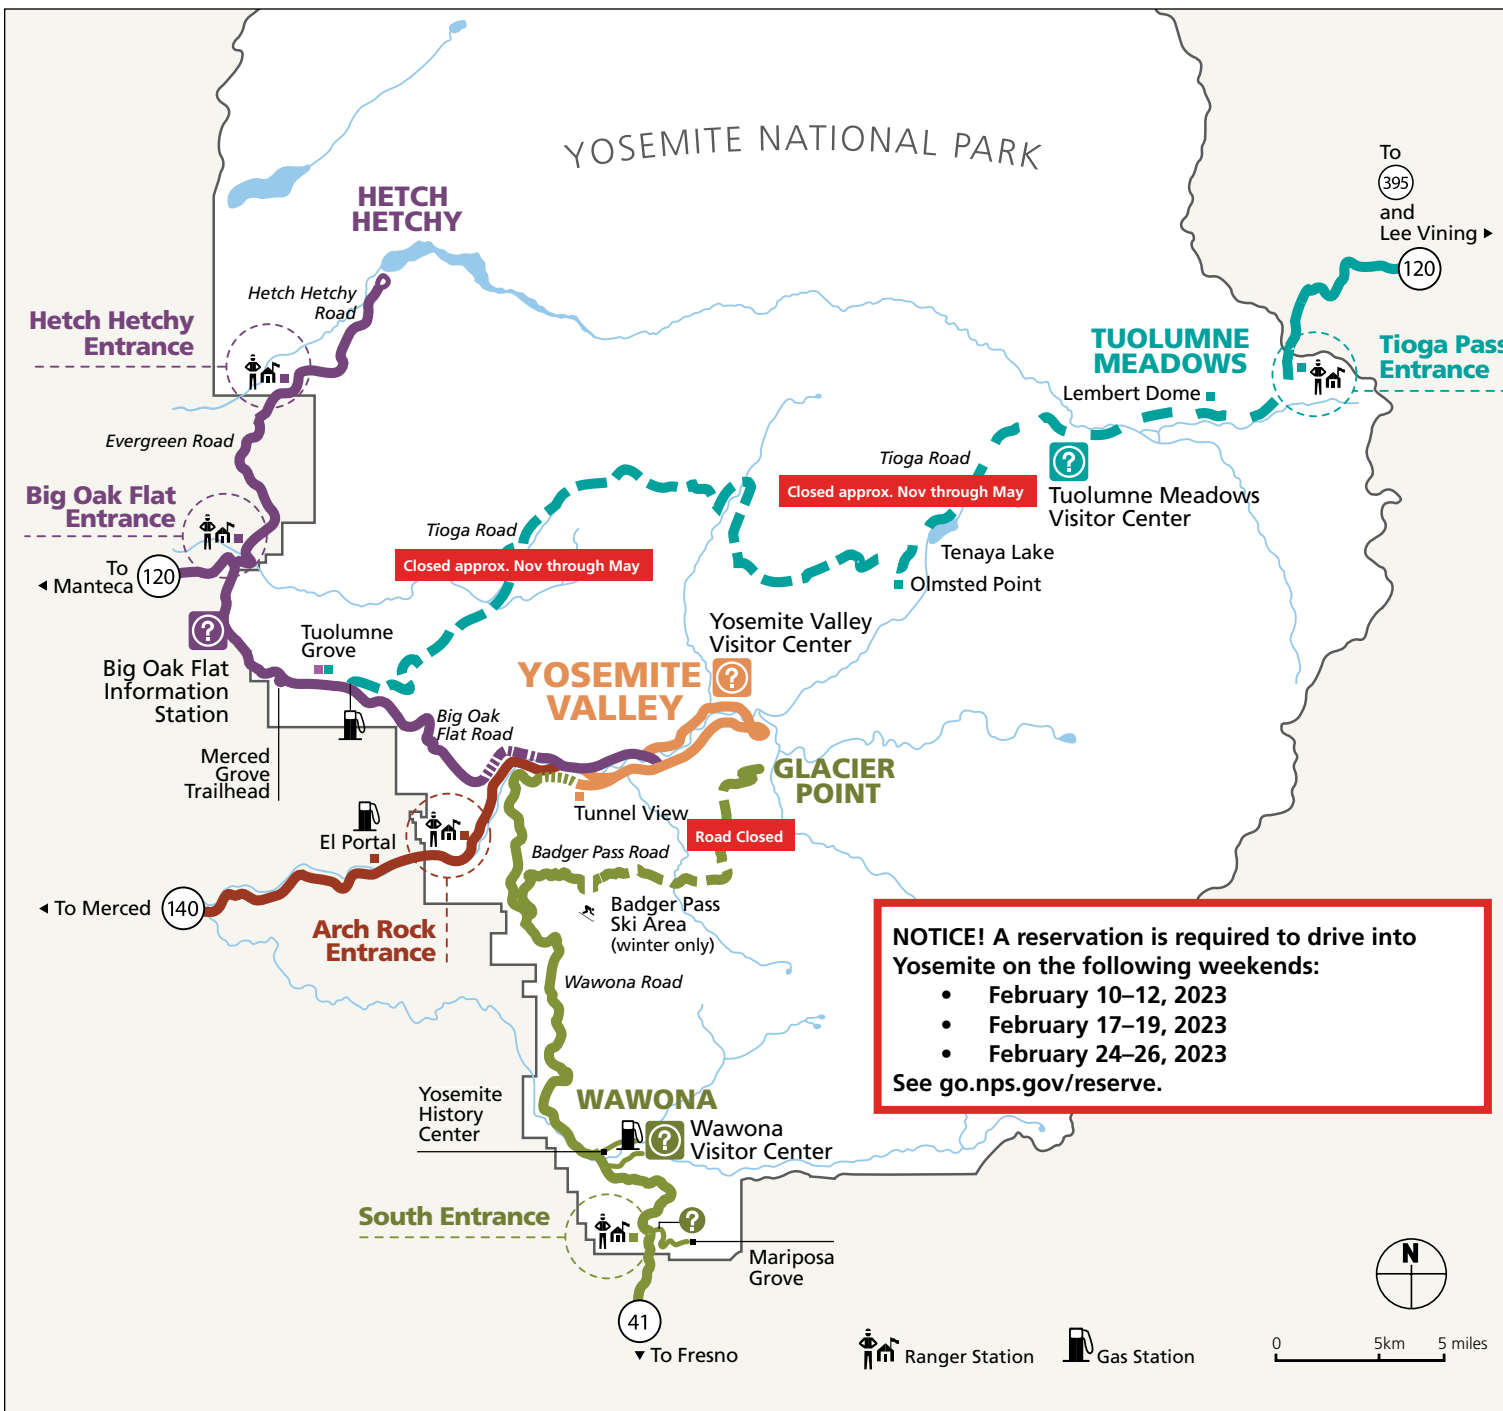 YOSEMITE NATIONAL PARK
To
395
and
Lee Vining
120
HETCH
HETCHY
Hetch Hetchy
Road
Hetch Hetchy
Entrance
TUOLUMNE
MEADOWS
Tioga Pass
Entrance
Lembert Dome
Evergreen Road
Tioga Road
Closed approx. Nov through May
Tuolumne Meadows
Visitor Center
Big Oak Flat
Entrance
Tioga Road
Closed approx. Nov through May
Tenaya Lake
Olmsted Point
To
Manteca
120
Yosemite Valley
Visitor Center
Tuolumne
Grove
Big Oak Flat
Information
Station
YOSEMITE
VALLEY
Big Oak
Flat Road
Merced
Grove
Trailhead
GLACIER
POINT
Tunnel View
Road Closed
El Portal
Badger Pass Road
To Merced
140
Arch Rock
Entrance
Badger Pass
Ski Area
(winter only)
Wawona Road
NOTICE! A reservation is required to drive into
Yosemite on the following weekends:
• February 10–12, 2023
• February 17–19, 2023
• February 24–26, 2023
See go.nps.gov/reserve.
Yosemite
History
Center
WAWONA
Wawona
Visitor Center
South Entrance
Mariposa
Grove
41
To Fresno
Ranger Station
Gas Station
N
0 5km 5 miles